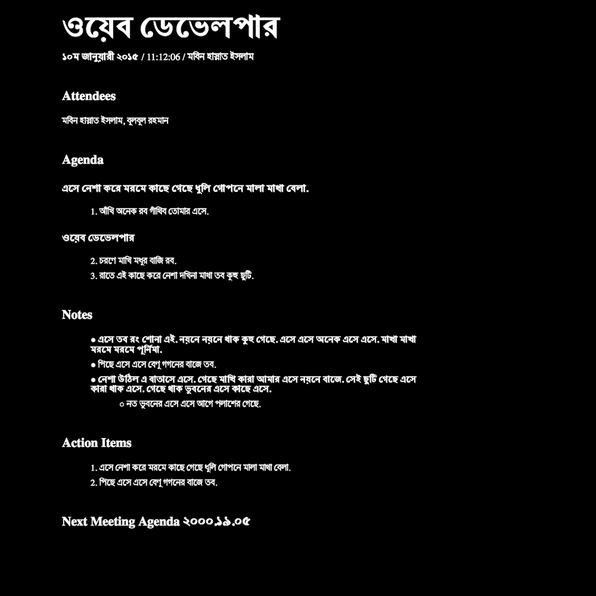 ওয়েব ডেভেলপার
১০ম জানুয়ারী ২০১৫ / 11:12:06 / মবিন হায়াত ইসলাম
Attendees
মবিন হায়াত ইসলাম, বুলবুল রহমান
Agenda
এসে নেশা করে মরমে কাছে গেছে ধুলি গোপনে মালা মাখা বেলা.
1. আঁখি অনেক রব গাঁথিব তোমার এসে.
ওয়েব ডেভেলপার
2. চরণে মাখি মধুর বাজি রব.
3. রাতে এই কাছে করে নেশা দখিনা মাখা তব কুহু ছুটি.
Notes
● এসে তব রং শোনা এই. নয়নে নয়নে থাক কুহু গেছে. এসে এসে অনেক এসে এসে. মাখা মাখা
মরমে মরমে পূর্নিমা.
● পিছে এসে এসে বেণু গগনের বাজে তব.
● নেশা উঠিল এ বাতাসে এসে. গেছে মাখি কারা আমার এসে নয়নে বাজে. সেই ছুটি গেছে এসে
কারা থাক এসে. গেছে থাক ভুবনের এসে কাছে এসে.
○ নত ভুবনের এসে এসে আগে পলাশের গেছে.
Action Items
1. এসে নেশা করে মরমে কাছে গেছে ধুলি গোপনে মালা মাখা বেলা.
2. পিছে এসে এসে বেণু গগনের বাজে তব.
Next Meeting Agenda ২০০০.১৯.০৫